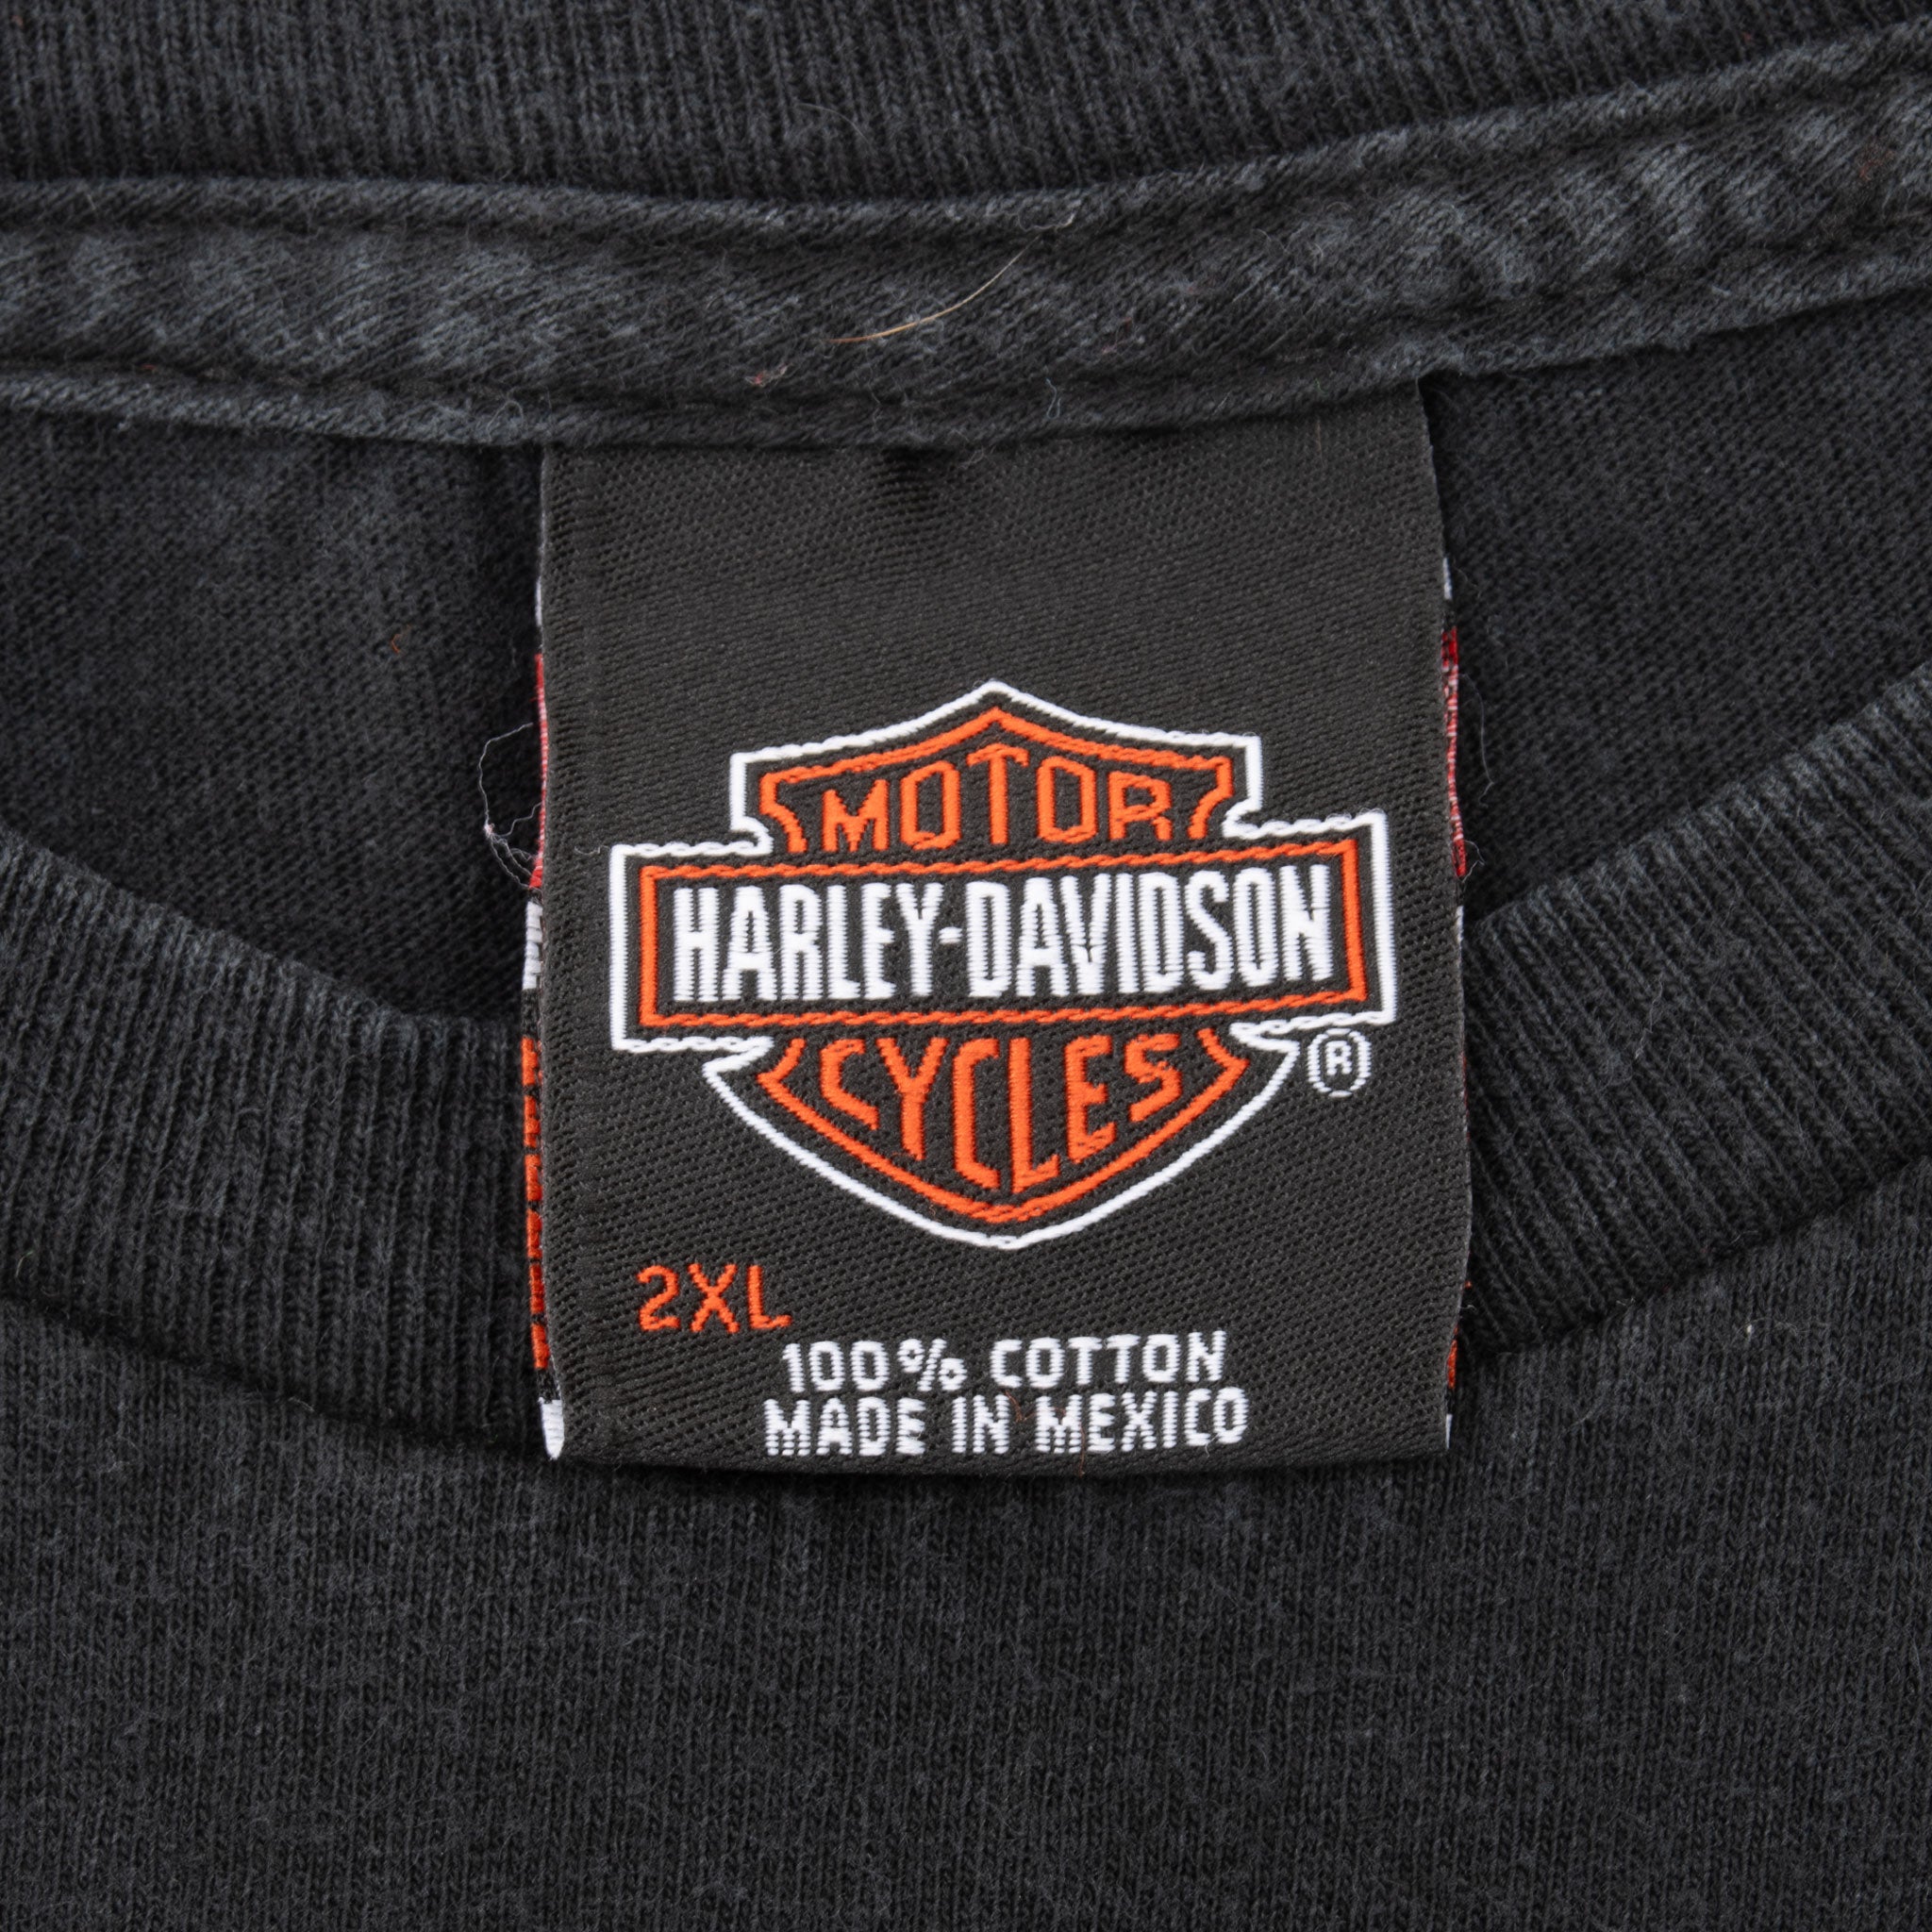 MOTOR
HARLEY-DAVIDSON
CYCLES
®
2XL
100% COTTON
MADE IN MEXICO